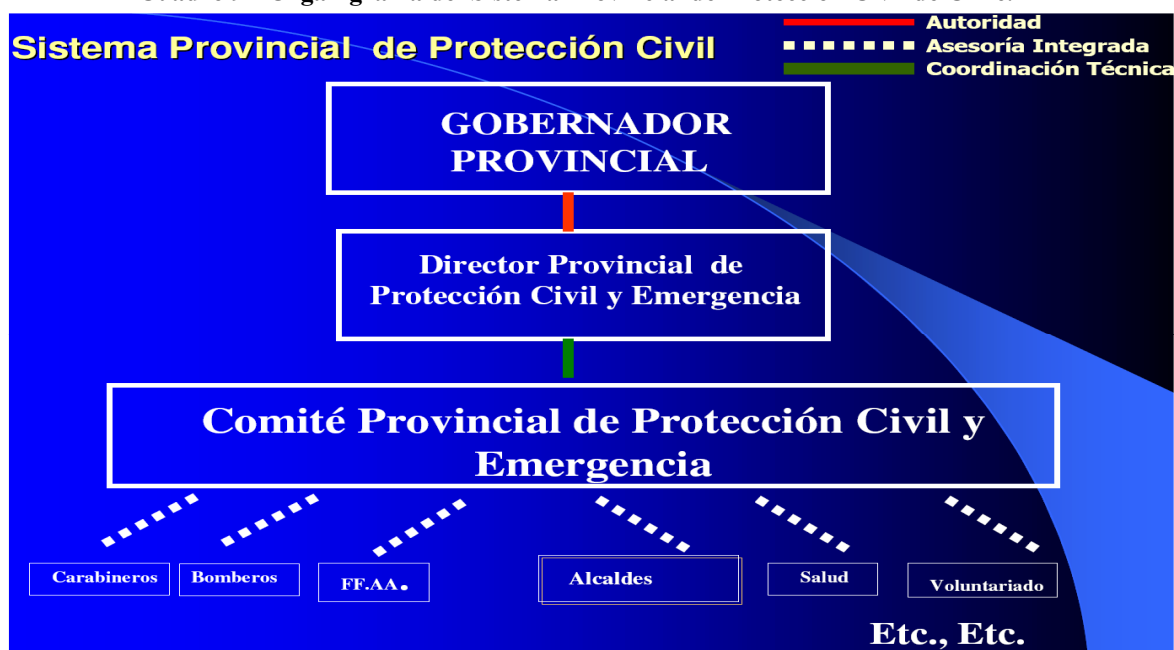 Sistema Provincial de Protección Civil
Autoridad
Asesoría Integrada
Coordinación Técnica
GOBERNADOR
PROVINCIAL
Director Provincial de
Protección Civil y Emergencia
Comité Provincial de Protección Civil y
Emergencia
Carabineros
Bomberos
FF.AA.
Alcaldes
Salud
Voluntariado
Etc., Etc.